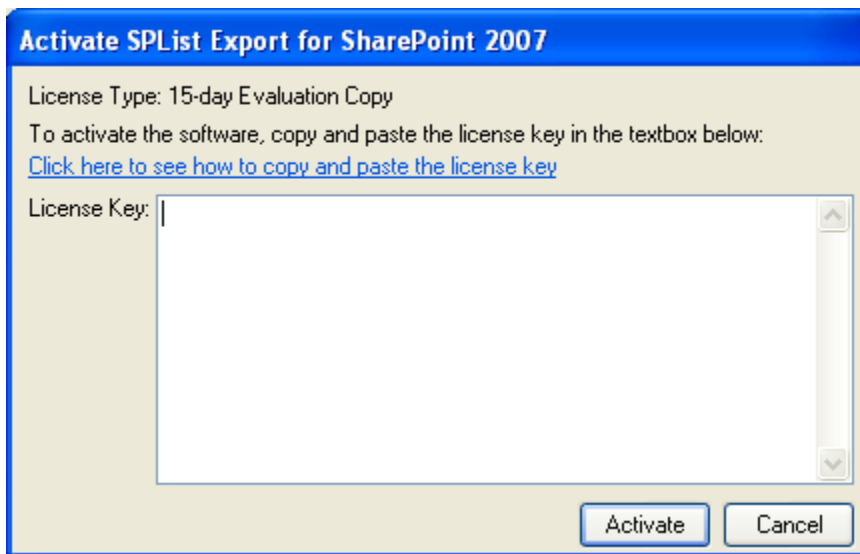 Activate SPList Export for SharePoint 2007
License Type: 15-day Evaluation Copy
To activate the software, copy and paste the license key in the textbox below:
Click here to see how to copy and paste the license key
License Key:
Activate Cancel